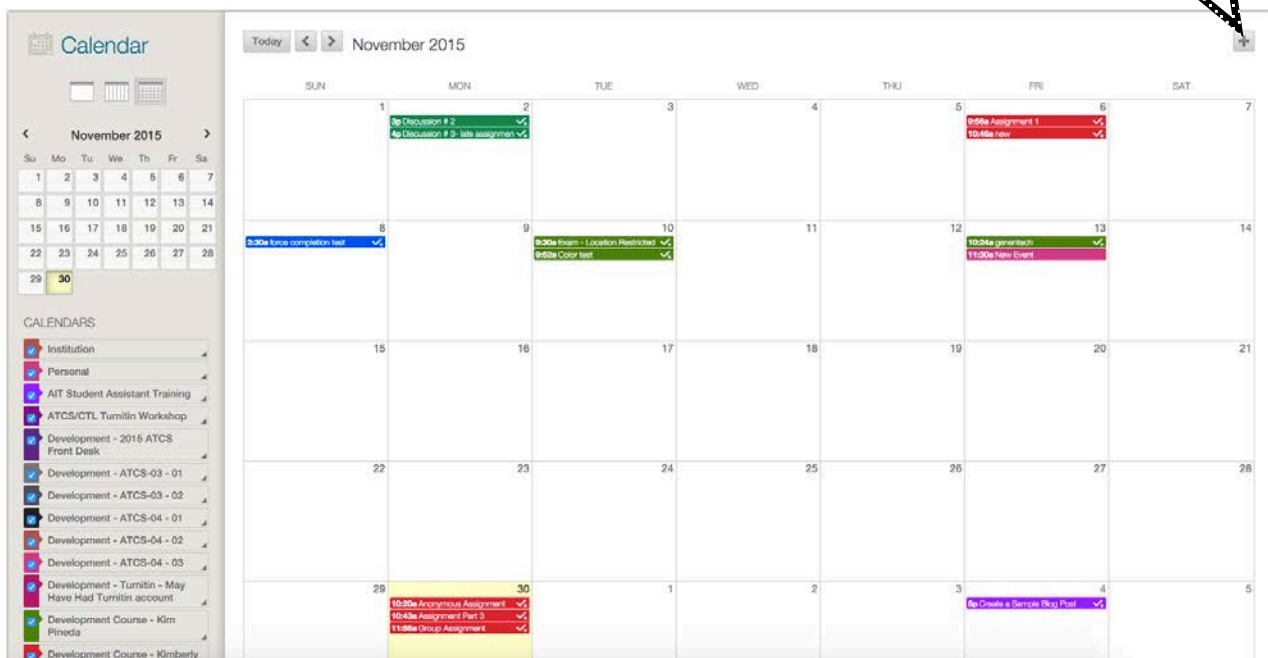 Calendar
Today < > November 2015
+
SUN MON TUE WED THU FRI SAT
< November 2015 >
Su Mo Tu We Th Fr Sa
1 2 3 4 5 6 7
8 9 10 11 12 13 14
15 16 17 18 19 20 21
22 23 24 25 26 27 28
29 30
CALENDARS
Institution
Personal
AIT Student Assistant Training
ATCS/CTL Turnitin Workshop
Development - 2015 ATCS
Front Desk
Development - ATCS-03 - 01
Development - ATCS-03 - 02
Development - ATCS-04 - 01
Development - ATCS-04 - 02
Development - ATCS-04 - 03
Development - Turnitin - May
Have Had Turnitin account
Development Course - Kim
Pineda
Development Course - Kimberly
1 2 3 4 5 6 7
3p Discussion # 2
4p Discussion # 3- late assignmen
9:56a Assignment 1
10:46a new
8 9 10 11 12 13 14
2:30a force completion test
9:30a Exam - Location Restricted
9:52a Color test
10:24a genentech
11:30a New Event
15 16 17 18 19 20 21
22 23 24 25 26 27 28
29 30 1 2 3 4 5
10:20a Anonymous Assignment
10:43a Assignment Part 3
11:56a Group Assignment
5p Create a Sample Blog Post